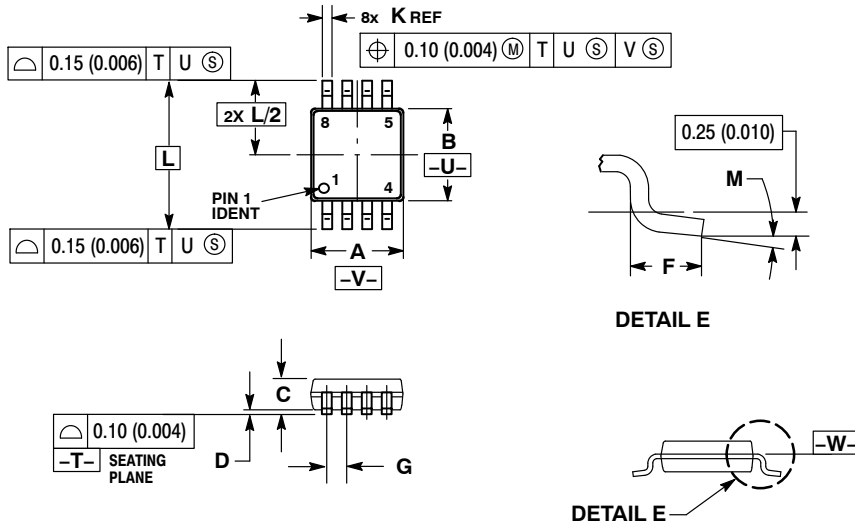 8x K REF
⌖ 0.10 (0.004) Ⓜ T U Ⓢ V Ⓢ
⌓ 0.15 (0.006) T U Ⓢ
2X L/2
L
8 5
B
–U–
PIN 1
IDENT
1 4
⌓ 0.15 (0.006) T U Ⓢ
A
–V–
0.25 (0.010)
M
F
DETAIL E
C
⌓ 0.10 (0.004)
–T– SEATING
PLANE
D
G
–W–
DETAIL E